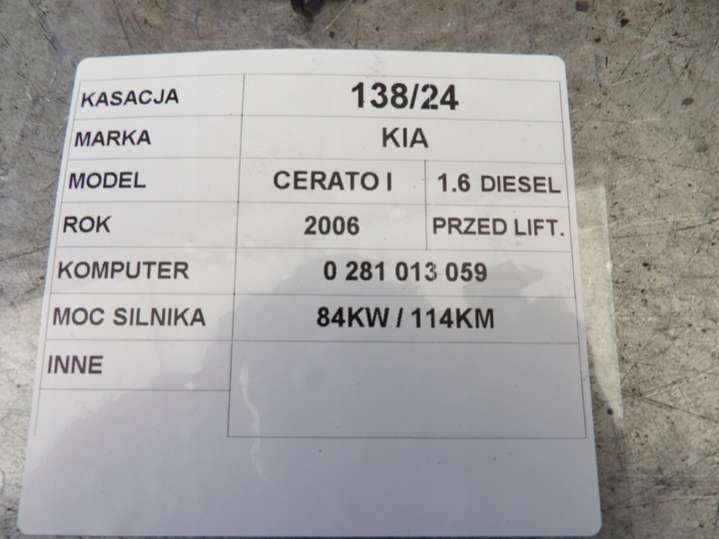 KASACJA 138/24
MARKA KIA
MODEL CERATO I 1.6 DIESEL
ROK 2006 PRZED LIFT.
KOMPUTER 0 281 013 059
MOC SILNIKA 84KW / 114KM
INNE